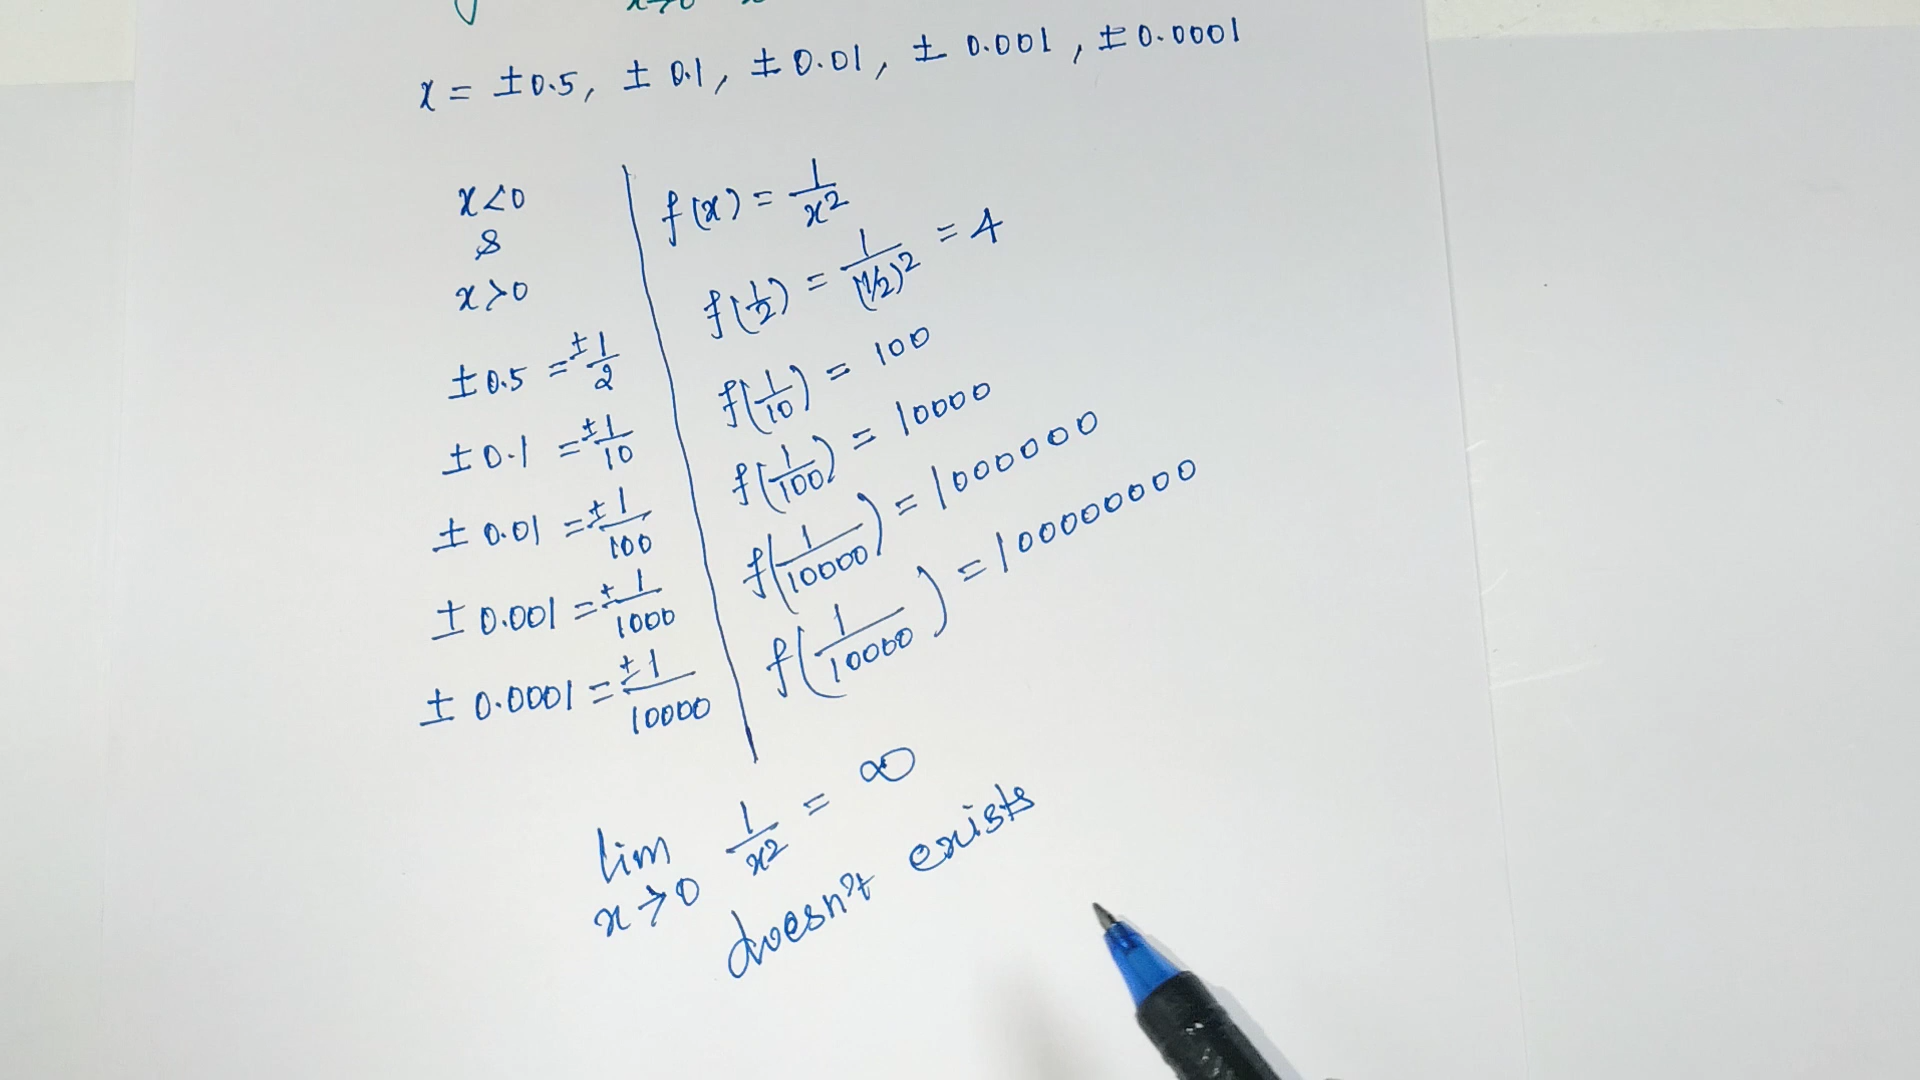 x→0
x = ±0.5, ± 0.1, ± 0.01, ± 0.001, ± 0.0001
x<0
&
x>0
±0.5 = ±1/2
±0.1 = ±1/10
± 0.01 = ±1/100
± 0.001 = ±1/1000
± 0.0001 = ±1/10000
f(x) = 1/x²
f(1/2) = 1/(1/2)² = 4
f(1/10) = 100
f(1/100) = 10000
f(1/10000) = 1000000
f(1/10000) = 100000000
lim x→0 1/x² = ∞
doesn't exists